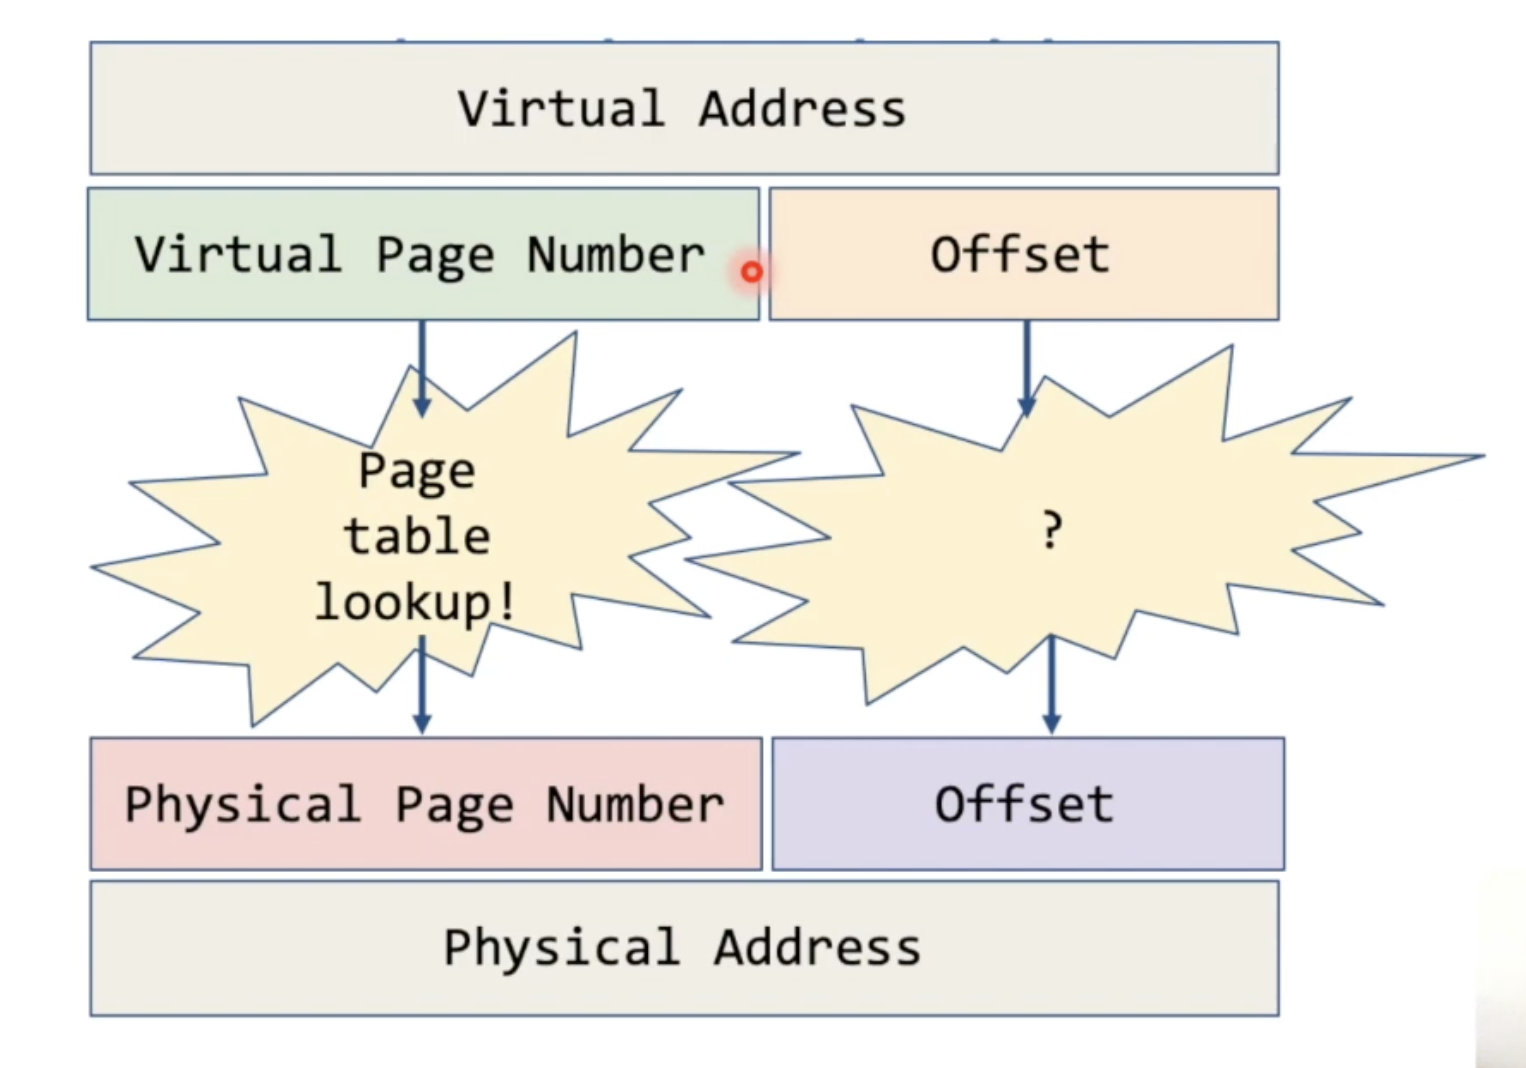 Virtual Address
Virtual Page Number
Offset
Page
table
lookup!
?
Physical Page Number
Offset
Physical Address